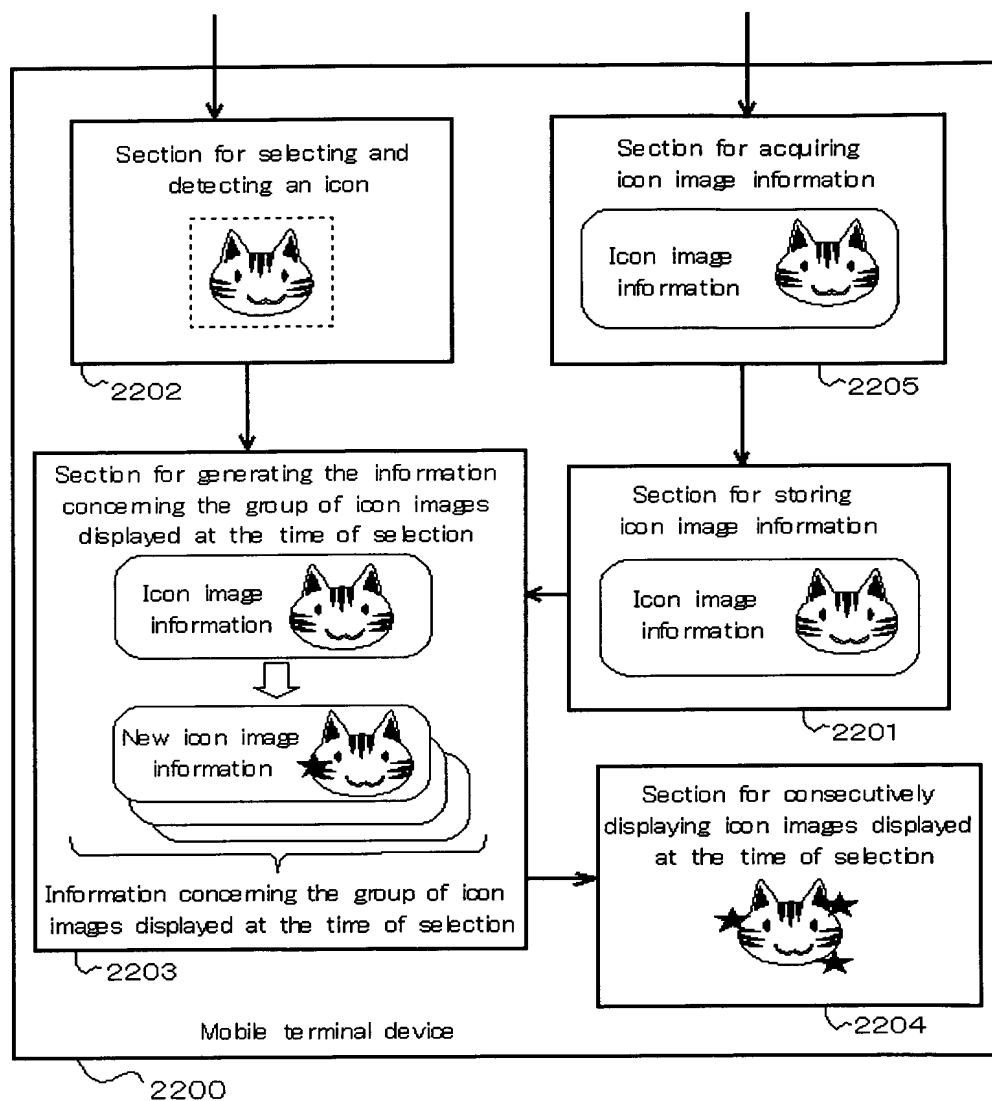 Section for selecting and
detecting an icon
2202
Section for acquiring
icon image information
Icon image
information
2205
Section for generating the information
concerning the group of icon images
displayed at the time of selection
Icon image
information
New icon image
information
Information concerning the group of icon
images displayed at the time of selection
2203
Section for storing
icon image information
Icon image
information
2201
Section for consecutively
displaying icon images displayed
at the time of selection
2204
Mobile terminal device
2200